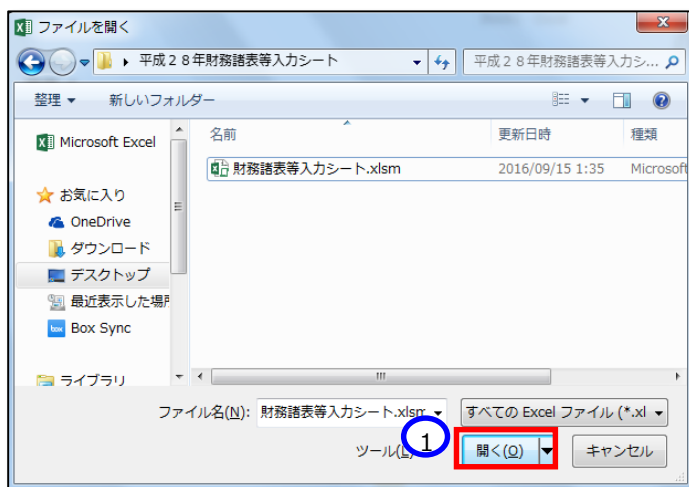 ファイルを開く
平成２８年財務諸表等入力シート
平成２８年財務諸表等入力シ...
整理 新しいフォルダー
Microsoft Excel
お気に入り
OneDrive
ダウンロード
デスクトップ
最近表示した場所
Box Sync
ライブラリ
名前 更新日時 種類
財務諸表等入力シート.xlsm 2016/09/15 1:35 Microsoft
ファイル名(N): 財務諸表等入力シート.xlsm すべての Excel ファイル (*.xl
ツール(L 1 開く(O) キャンセル